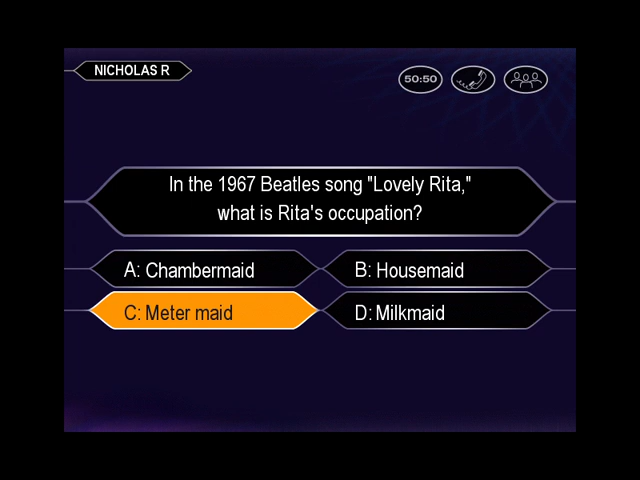 NICHOLAS R
50:50
In the 1967 Beatles song "Lovely Rita,"
what is Rita's occupation?
A: Chambermaid
B: Housemaid
C: Meter maid
D: Milkmaid